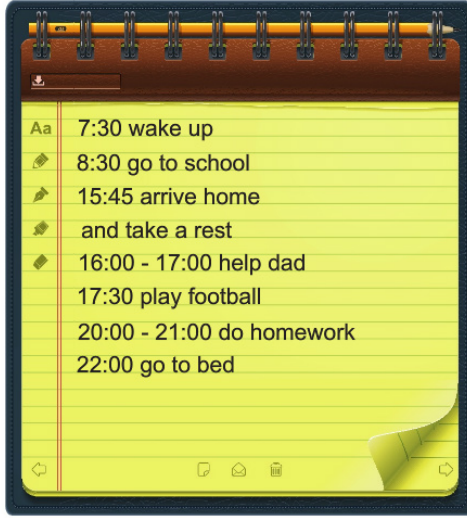 Aa
7:30 wake up
8:30 go to school
15:45 arrive home
and take a rest
16:00 - 17:00 help dad
17:30 play football
20:00 - 21:00 do homework
22:00 go to bed